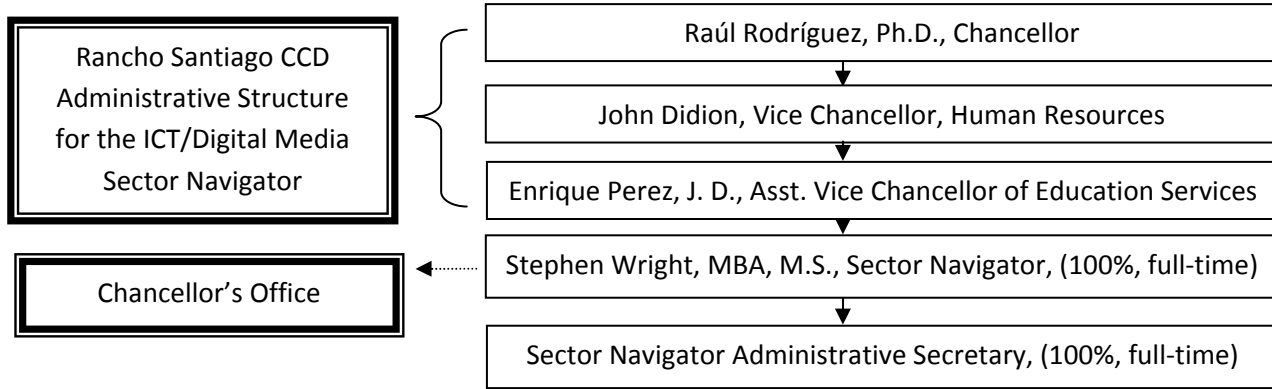 Rancho Santiago CCD
Administrative Structure
for the ICT/Digital Media
Sector Navigator
Raúl Rodríguez, Ph.D., Chancellor
John Didion, Vice Chancellor, Human Resources
Enrique Perez, J. D., Asst. Vice Chancellor of Education Services
Stephen Wright, MBA, M.S., Sector Navigator, (100%, full-time)
Chancellor’s Office
Sector Navigator Administrative Secretary, (100%, full-time)